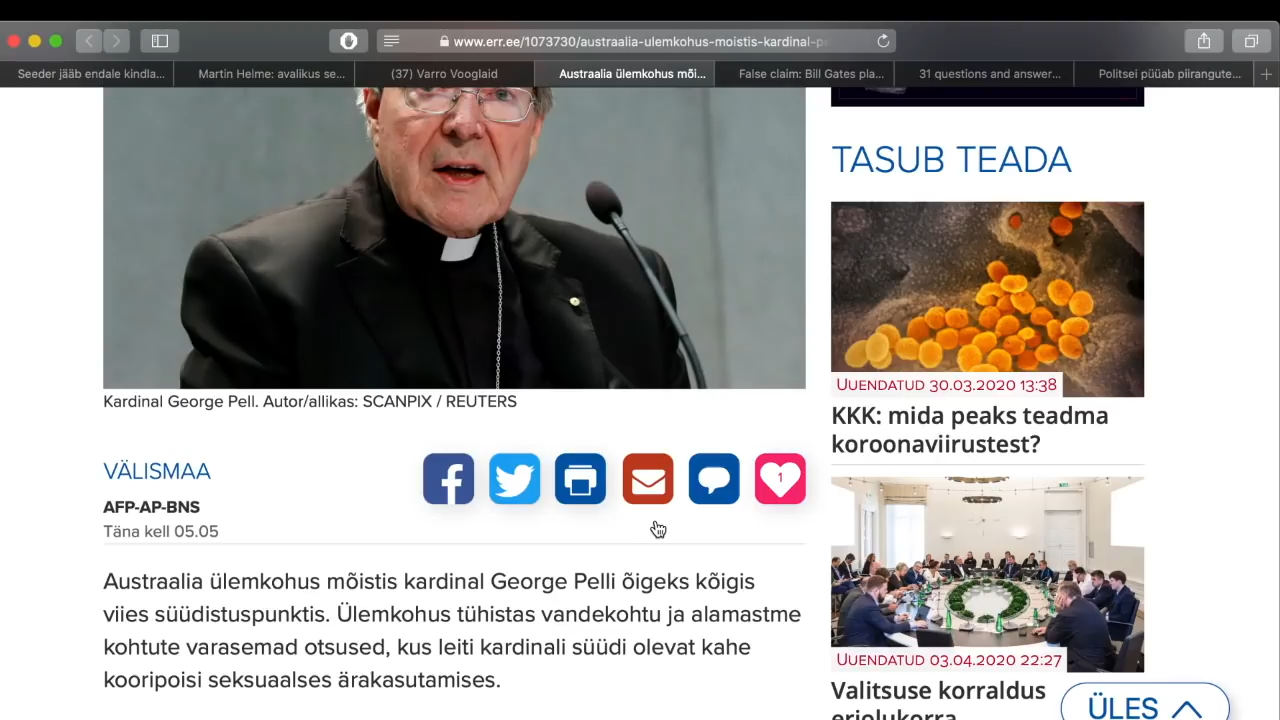 www.err.ee/1073730/austraalia-ulemkohus-moistis-kardinal-pe
Seeder jääb endale kindla...
Martin Helme: avalikus se...
(37) Varro Vooglaid
Austraalia ülemkohus mõi...
False claim: Bill Gates pla...
31 questions and answer...
Politsei püüab piirangute...
Kardinal George Pell. Autor/allikas: SCANPIX / REUTERS
VÄLISMAA
1
AFP-AP-BNS
Täna kell 05.05
Austraalia ülemkohus mõistis kardinal George Pelli õigeks kõigis
viies süüdistuspunktis. Ülemkohus tühistas vandekohtu ja alamastme
kohtute varasemad otsused, kus leiti kardinali süüdi olevat kahe
kooripoisi seksuaalses ärakasutamises.
TASUB TEADA
UUENDATUD 30.03.2020 13:38
KKK: mida peaks teadma
koroonaviirustest?
UUENDATUD 03.04.2020 22:27
Valitsuse korraldus
eriolukorra
ÜLES